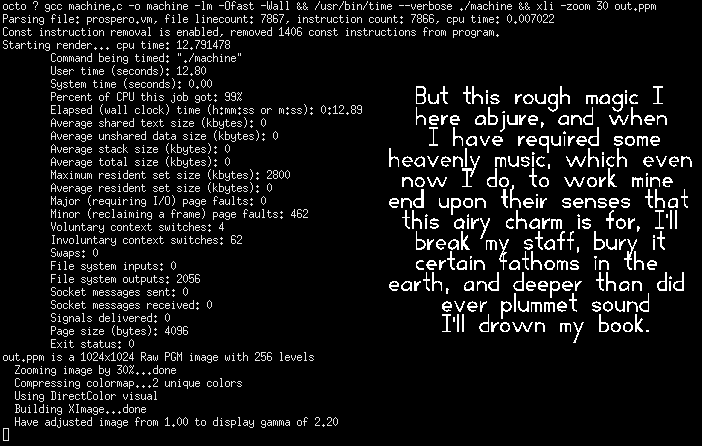 octo ? gcc machine.c -o machine -lm -Ofast -Wall && /usr/bin/time --verbose ./machine && xli -zoom 30 out.ppm
Parsing file: prospero.vm, file linecount: 7867, instruction count: 7866, cpu time: 0.007022
Const instruction removal is enabled, removed 1406 const instructions from program.
Starting render... cpu time: 12.791478
Command being timed: "./machine"
User time (seconds): 12.80
System time (seconds): 0.00
Percent of CPU this job got: 99%
Elapsed (wall clock) time (h:mm:ss or m:ss): 0:12.89
Average shared text size (kbytes): 0
Average unshared data size (kbytes): 0
Average stack size (kbytes): 0
Average total size (kbytes): 0
Maximum resident set size (kbytes): 2800
Average resident set size (kbytes): 0
Major (requiring I/O) page faults: 0
Minor (reclaiming a frame) page faults: 462
Voluntary context switches: 4
Involuntary context switches: 62
Swaps: 0
File system inputs: 0
File system outputs: 2056
Socket messages sent: 0
Socket messages received: 0
Signals delivered: 0
Page size (bytes): 4096
Exit status: 0
out.ppm is a 1024x1024 Raw PGM image with 256 levels
Zooming image by 30%...done
Compressing colormap...2 unique colors
Using DirectColor visual
Building XImage...done
Have adjusted image from 1.00 to display gamma of 2.20
But this rough magic I
here abjure, and when
I have required some
heavenly music, which even
now I do, to work mine
end upon their senses that
this airy charm is for, I'll
break my staff, bury it
certain fathoms in the
earth, and deeper than did
ever plummet sound
I'll drown my book.